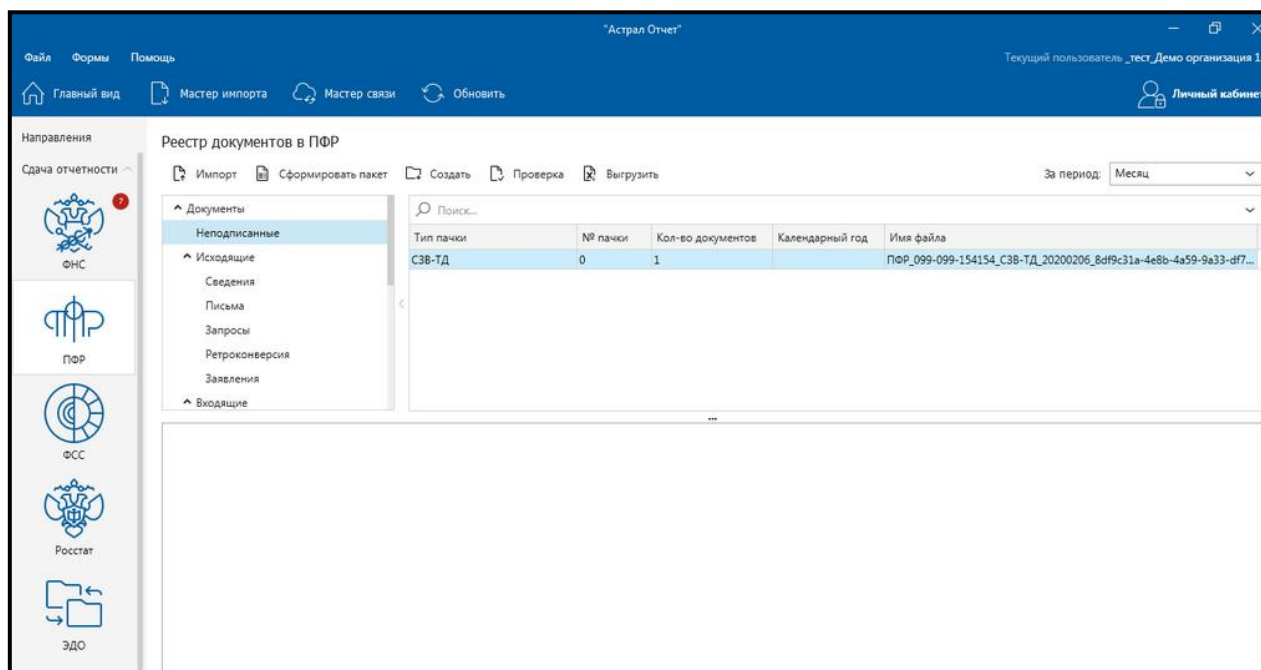 "Астрал Отчет"
Файл Формы Помощь
Текущий пользователь _тест_Демо организация 1
Главный вид Мастер импорта Мастер связи Обновить
Личный кабинет
Направления
Сдача отчетности
7
ФНС
ПФР
ФСС
Росстат
ЭДО
Реестр документов в ПФР
Импорт Сформировать пакет Создать Проверка Выгрузить
За период: Месяц
Документы
Неподписанные
Исходящие
Сведения
Письма
Запросы
Ретроконверсия
Заявления
Входящие
Поиск...
Тип пачки № пачки Кол-во документов Календарный год Имя файла
СЗВ-ТД 0 1 ПФР_099-099-154154_СЗВ-ТД_20200206_8df9c31a-4e8b-4a59-9a33-df7...